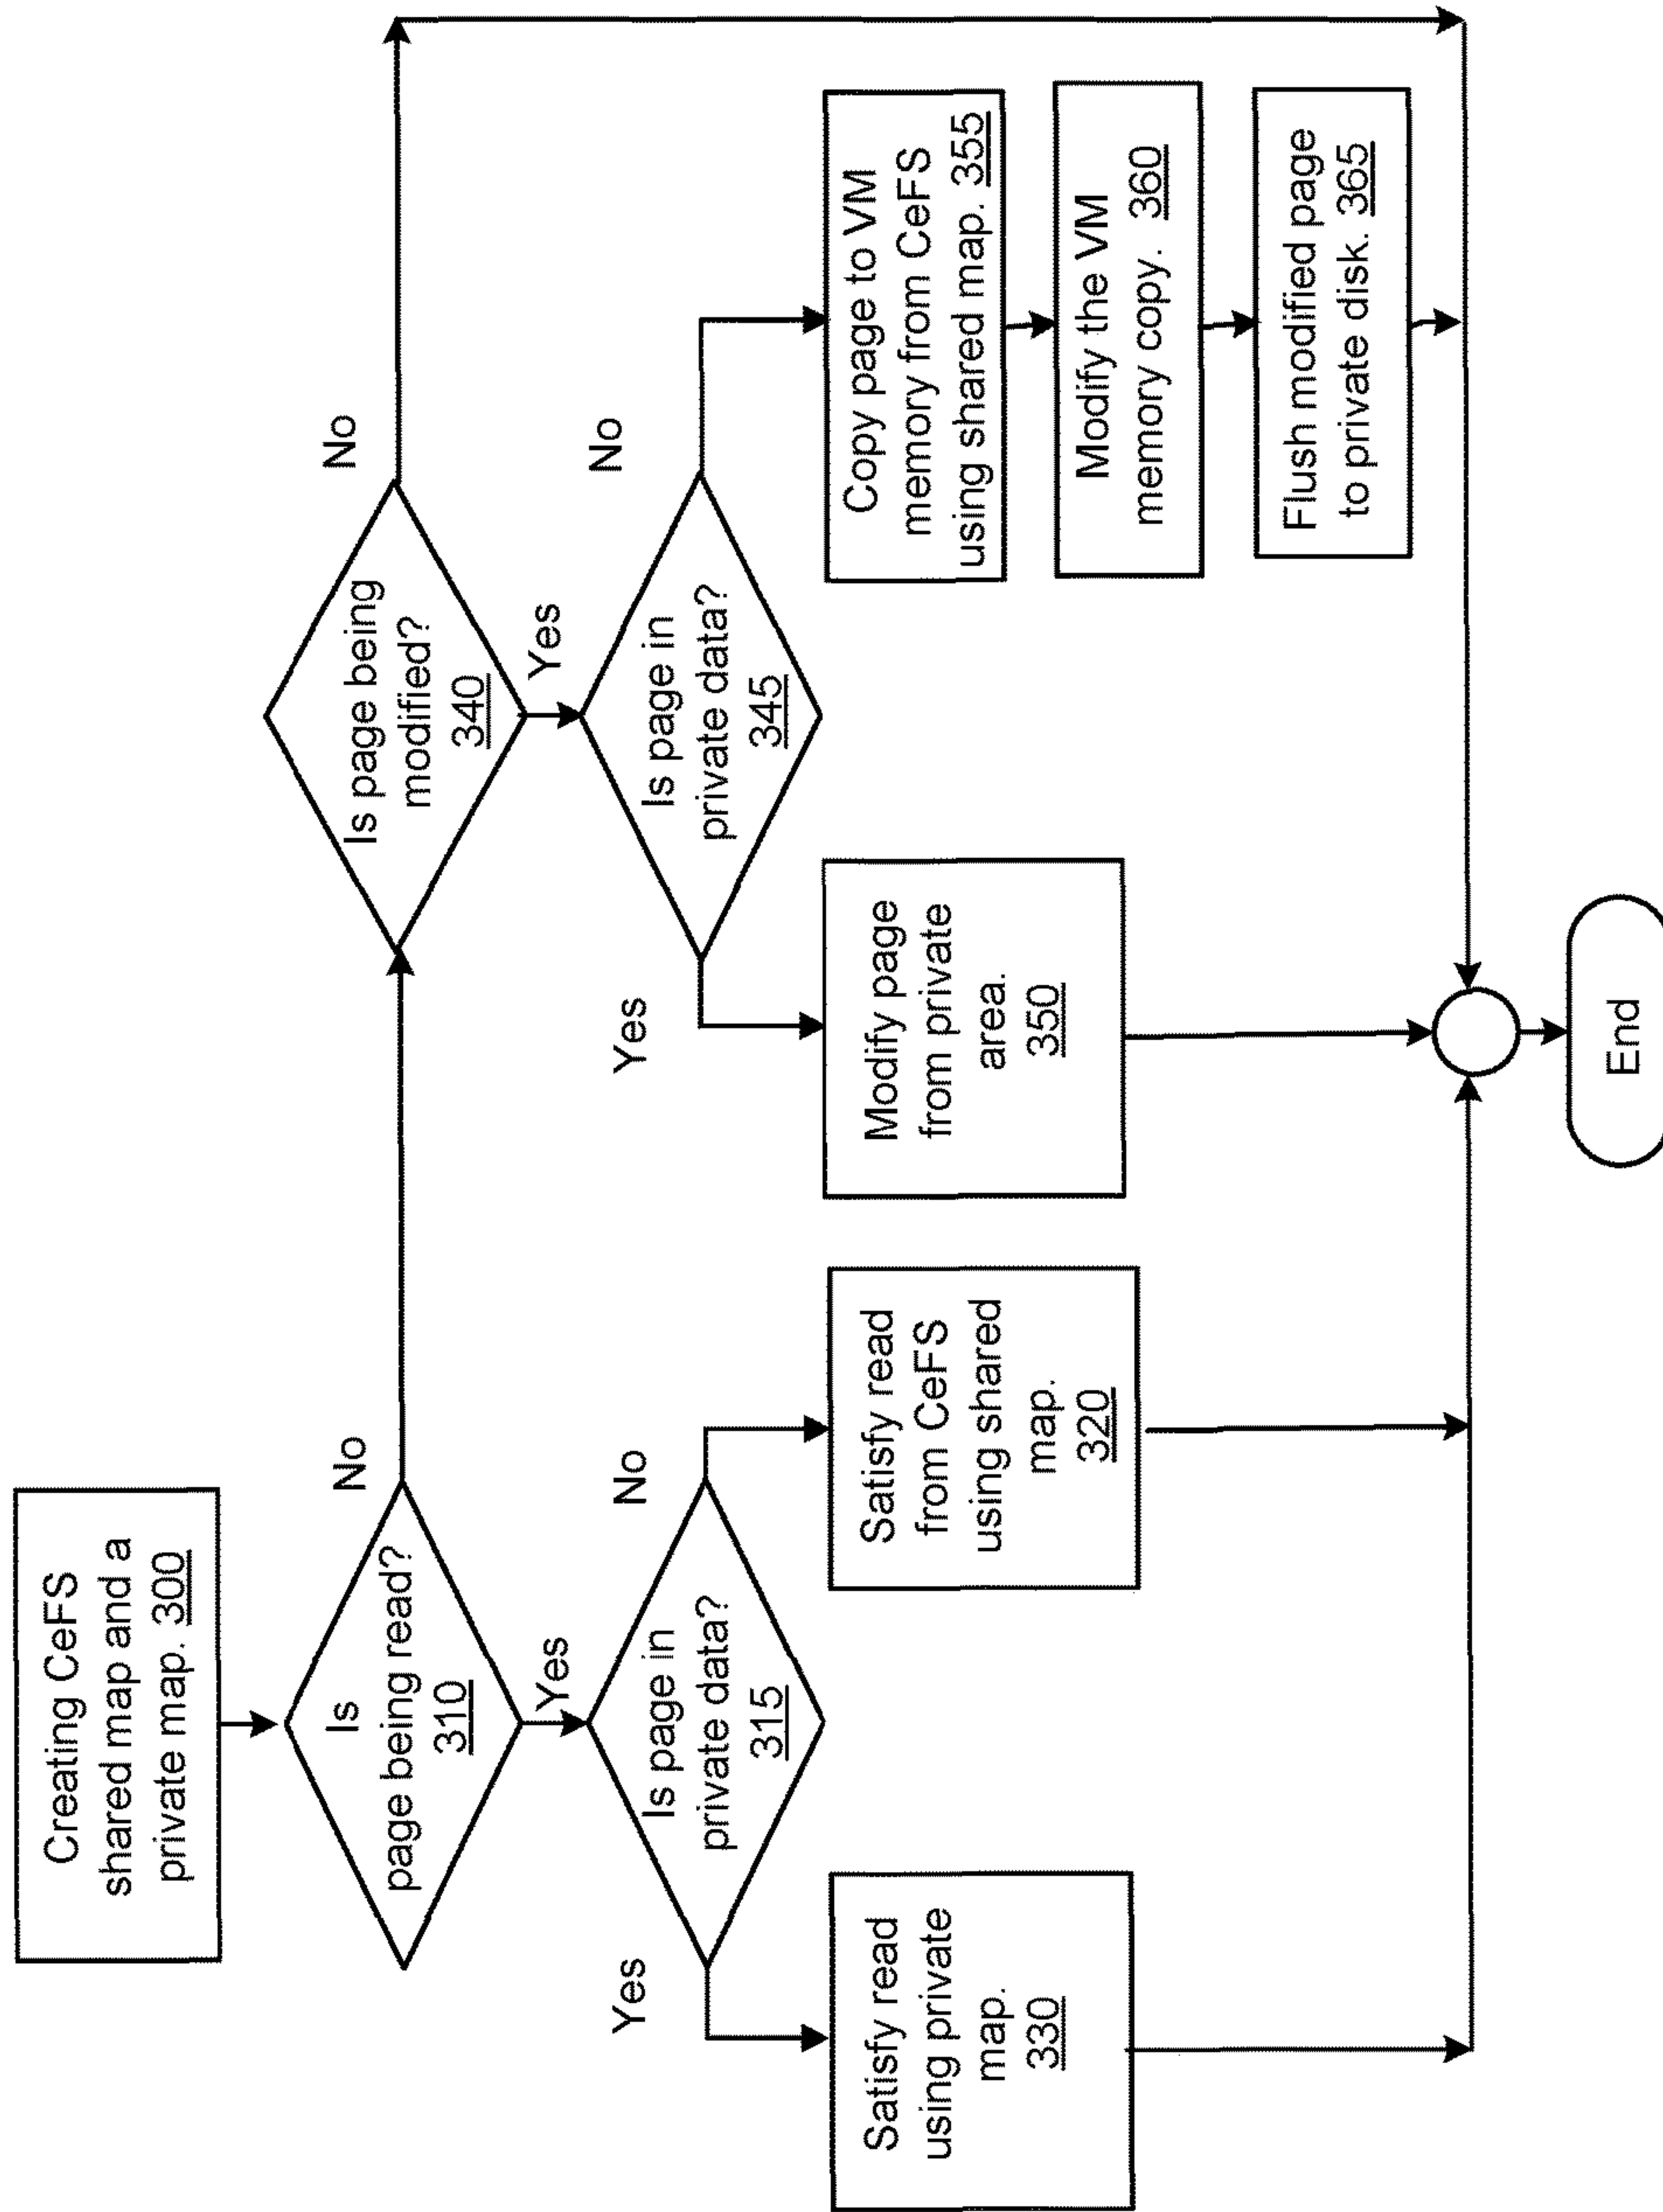 Creating CeFS
shared map and a
private map. 300
Is
page being read?
310
No
Yes
Is page in
private data?
315
Yes
No
Satisfy read
using private
map.
330
Satisfy read
from CeFS
using shared
map.
320
Is page being
modified?
340
No
Yes
Is page in
private data?
345
Yes
No
Modify page
from private
area.
350
Copy page to VM
memory from CeFS
using shared map. 355
Modify the VM
memory copy. 360
Flush modified page
to private disk. 365
End